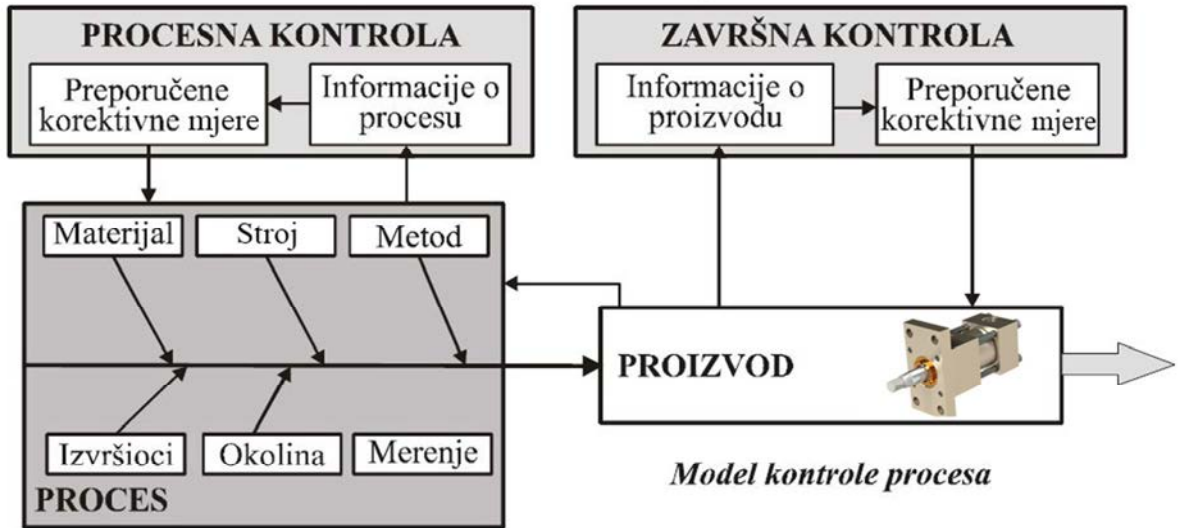 PROCESNA KONTROLA
Preporučene
korektivne mjere
Informacije o
procesu
ZAVRŠNA KONTROLA
Informacije o
proizvodu
Preporučene
korektivne mjere
Materijal
Stroj
Metod
Izvršioci
Okolina
Merenje
PROCES
PROIZVOD
Model kontrole procesa